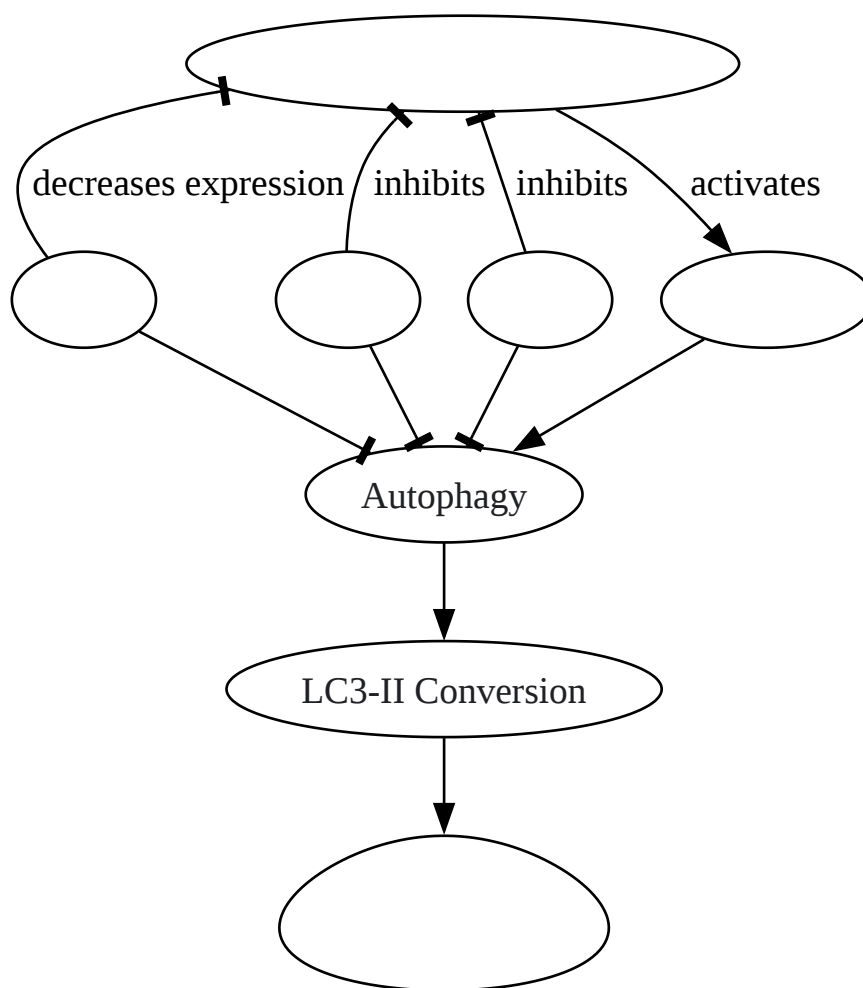 decreases expression
inhibits
inhibits
activates
Autophagy
LC3-II Conversion